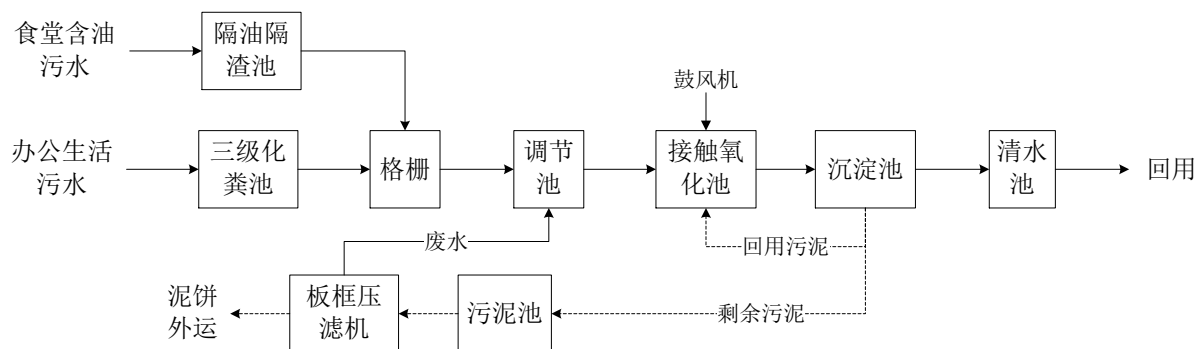 食堂含油
污水
隔油隔
渣池
鼓风机
办公生活
污水
三级化
粪池
格栅
调节
池
接触氧
化池
沉淀池
清水
池
回用
废水
回用污泥
泥饼
外运
板框压
滤机
污泥池
剩余污泥